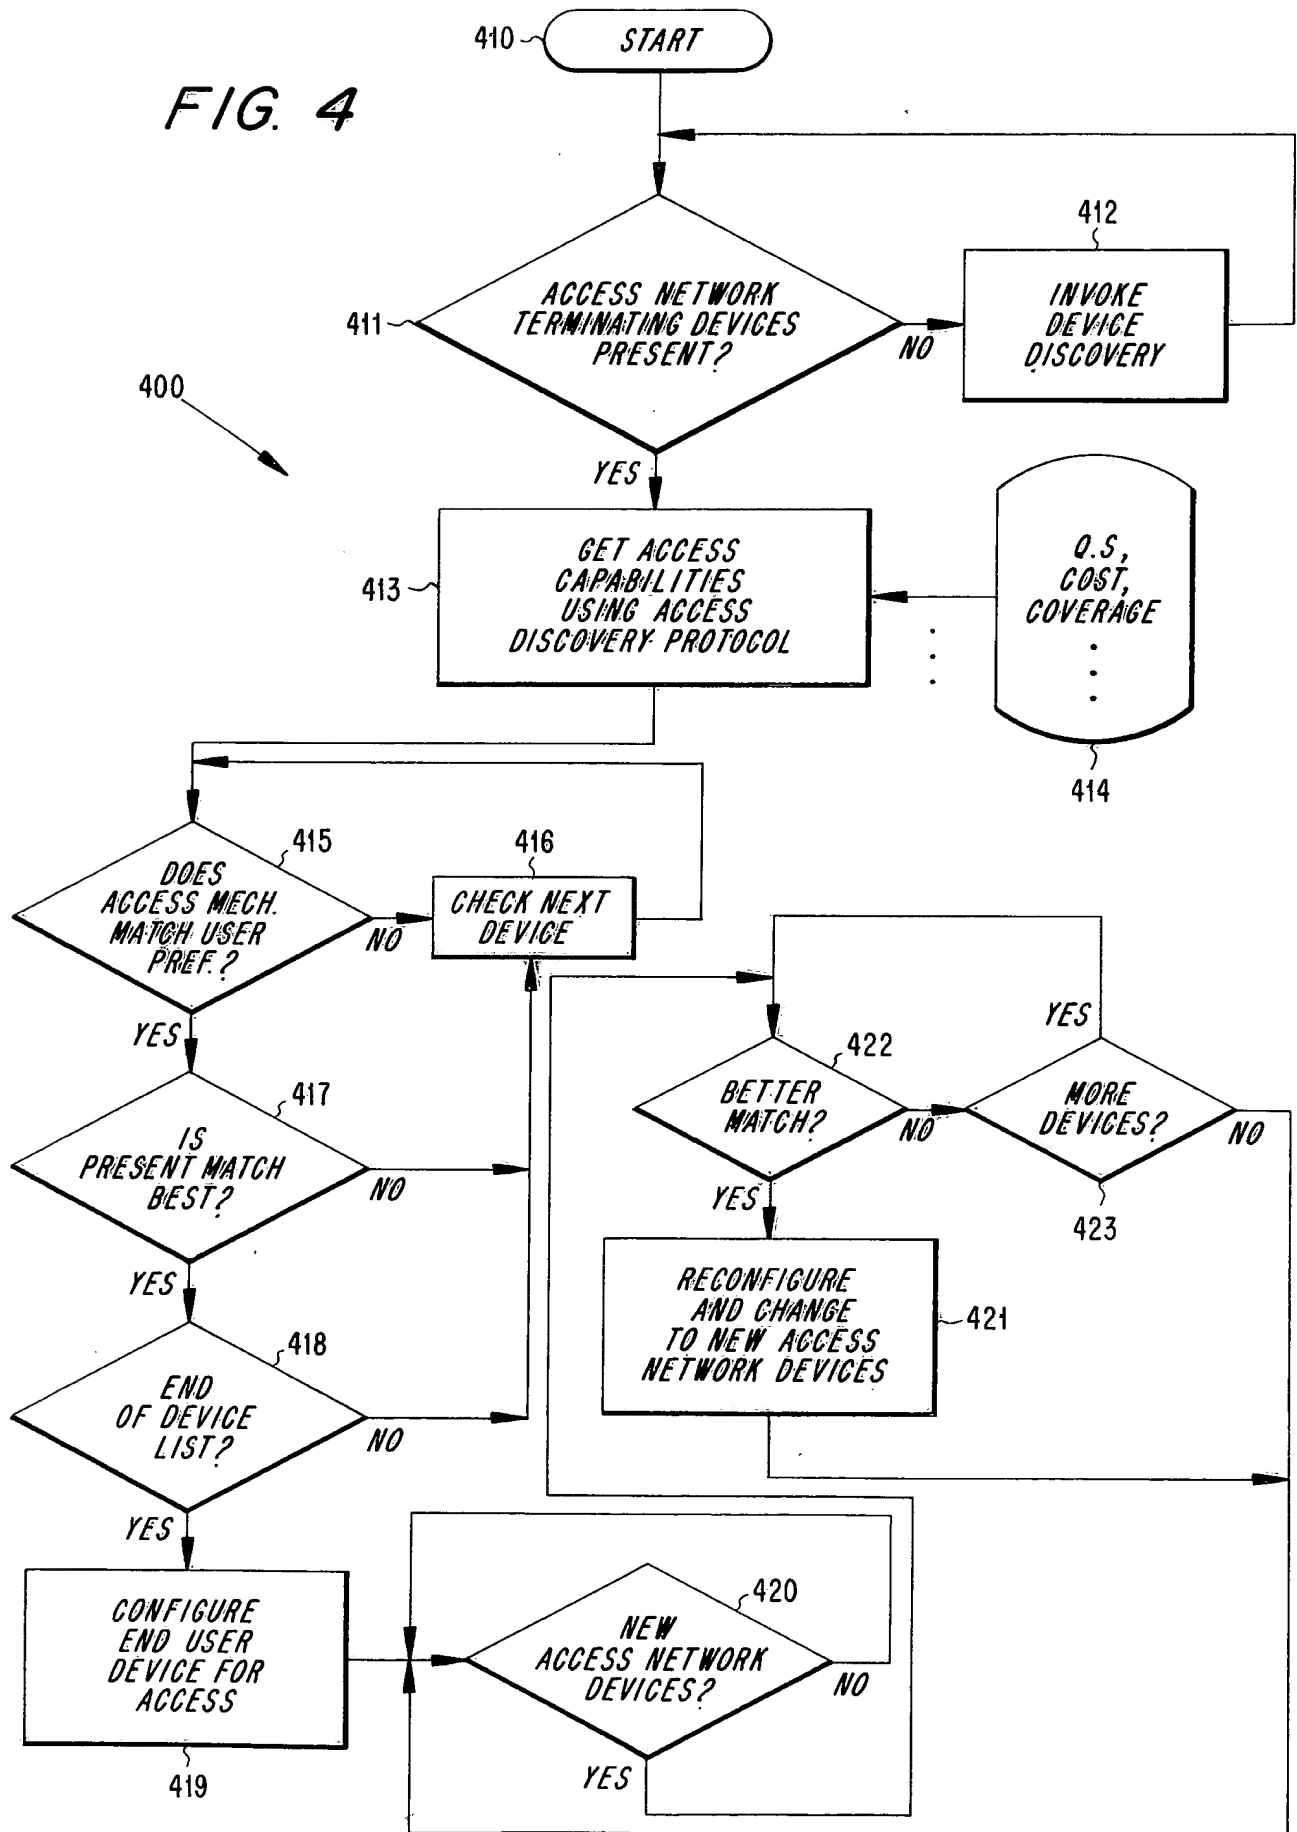 FIG. 4
410
START
411
ACCESS NETWORK
TERMINATING DEVICES
PRESENT?
NO
412
INVOKE
DEVICE
DISCOVERY
400
YES
413
GET ACCESS
CAPABILITIES
USING ACCESS
DISCOVERY PROTOCOL
Q.S,
COST,
COVERAGE
414
415
DOES
ACCESS MECH.
MATCH USER
PREF.?
NO
416
CHECK NEXT
DEVICE
YES
417
IS
PRESENT MATCH
BEST?
NO
YES
418
END
OF DEVICE
LIST?
NO
YES
CONFIGURE
END USER
DEVICE FOR
ACCESS
419
420
NEW
ACCESS NETWORK
DEVICES?
NO
YES
422
BETTER
MATCH?
NO
YES
MORE
DEVICES?
YES
NO
423
RECONFIGURE
AND CHANGE
TO NEW ACCESS
NETWORK DEVICES
421